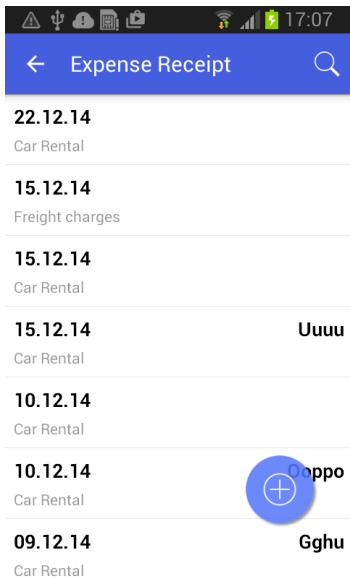 17:07
Expense Receipt
22.12.14
Car Rental
15.12.14
Freight charges
15.12.14
Car Rental
15.12.14 Uuuu
Car Rental
10.12.14
Car Rental
10.12.14 Ooppo
Car Rental
09.12.14 Gghu
Car Rental